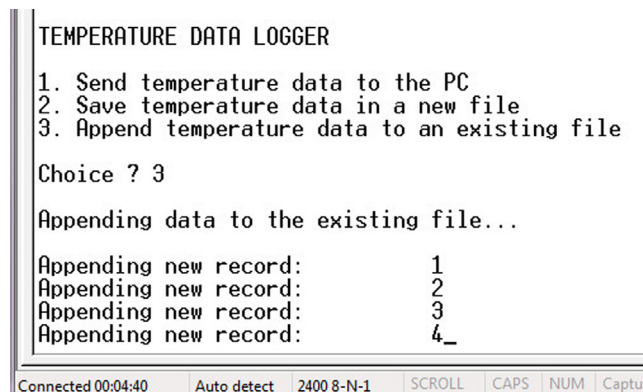 TEMPERATURE DATA LOGGER
1. Send temperature data to the PC
2. Save temperature data in a new file
3. Append temperature data to an existing file
Choice ? 3
Appending data to the existing file...
Appending new record: 1
Appending new record: 2
Appending new record: 3
Appending new record: 4_
Connected 00:04:40 Auto detect 2400 8-N-1 SCROLL CAPS NUM Captu